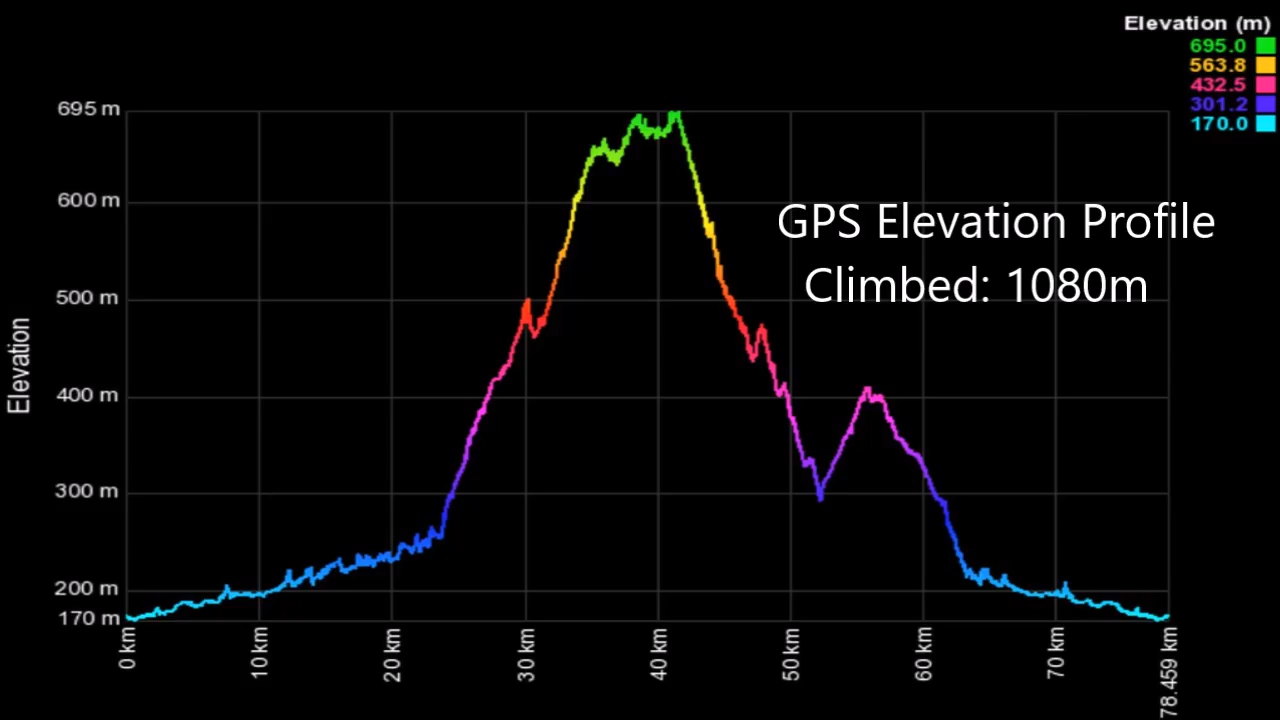 Elevation (m)
695.0
563.8
432.5
301.2
170.0
695 m
600 m
500 m
400 m
300 m
200 m
170 m
Elevation
GPS Elevation Profile
Climbed: 1080m
0 km
10 km
20 km
30 km
40 km
50 km
60 km
70 km
78.459 km